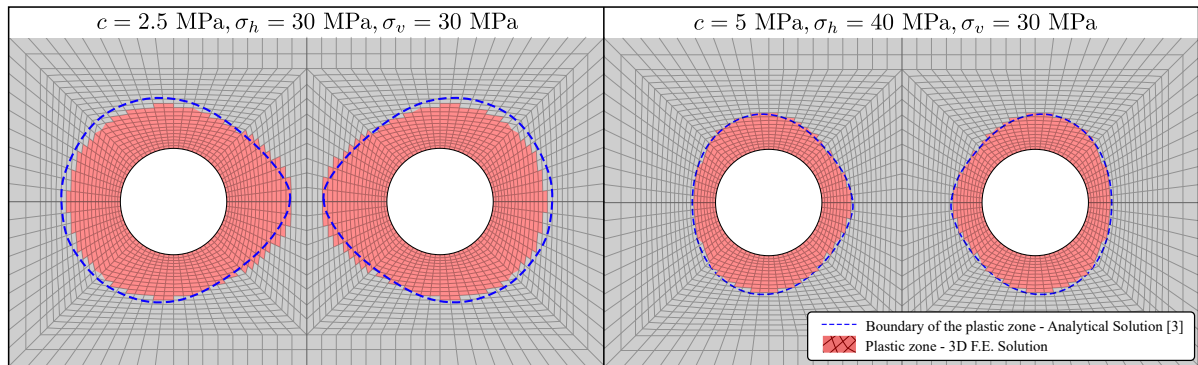 c = 2.5 MPa, σ_h = 30 MPa, σ_v = 30 MPa
c = 5 MPa, σ_h = 40 MPa, σ_v = 30 MPa
Boundary of the plastic zone - Analytical Solution [3]
Plastic zone - 3D F.E. Solution